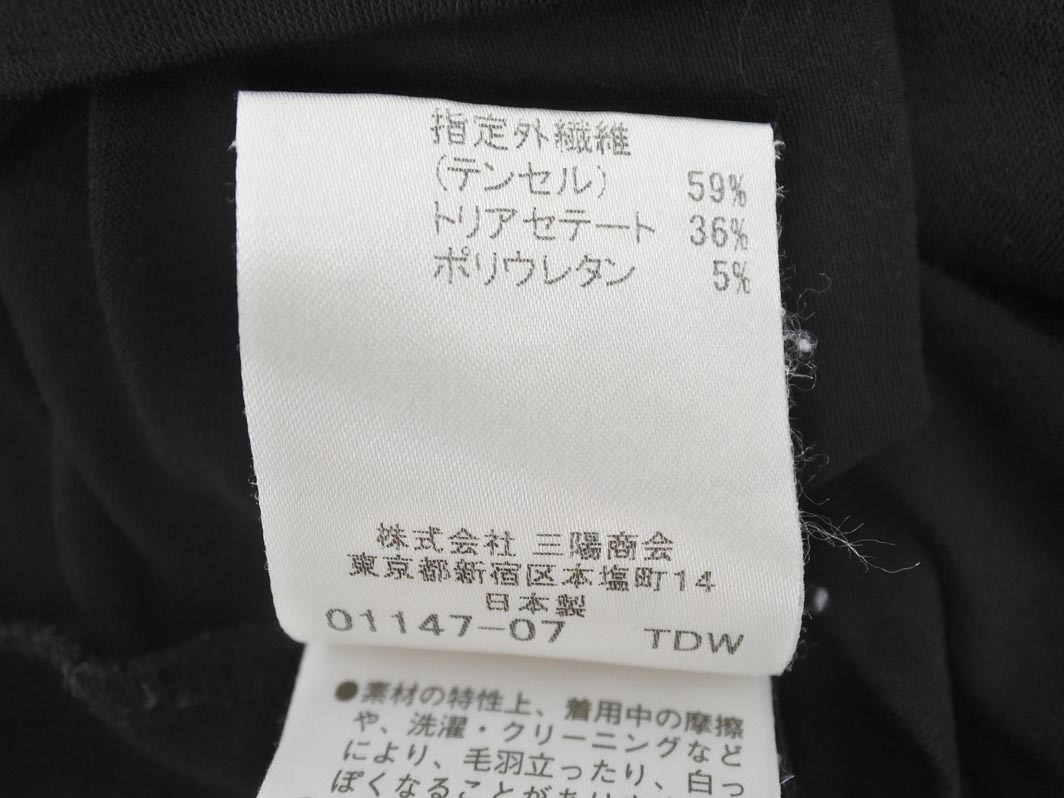 指定外繊維
(テンセル) 59%
トリアセテート 36%
ポリウレタン 5%
株式会社 三陽商会
東京都新宿区本塩町14
日本製
01147-07 TDW
●素材の特性上、着用中の摩擦
や、洗濯・クリーニングなど
により、毛羽立ったり、白っ
ぽくなることがあり